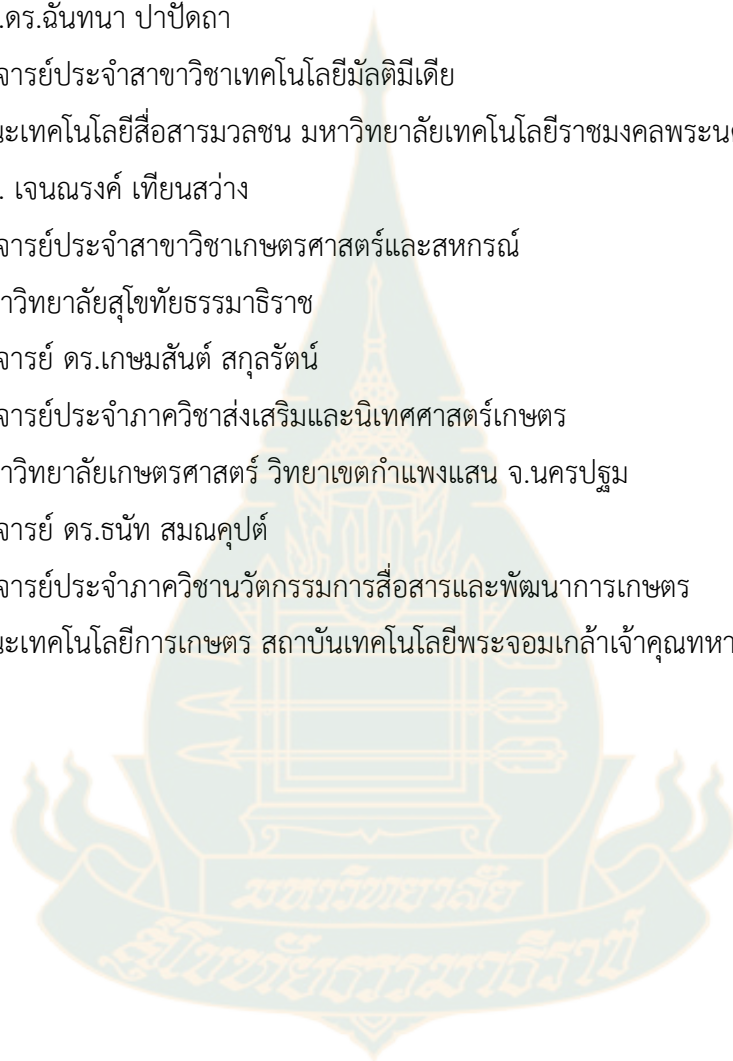 .ดร.ฉันทนา ปาปัดถา
จารย์ประจำสาขาวิชาเทคโนโลยีมัลติมีเดีย
นะเทคโนโลยีสื่อสารมวลชน มหาวิทยาลัยเทคโนโลยีราชมงคลพระน
. เจนณรงค์ เทียนสว่าง
จารย์ประจำสาขาวิชาเกษตรศาสตร์และสหกรณ์
าวิทยาลัยสุโขทัยธรรมาธิราช
จารย์ ดร.เกษมสันต์ สกุลรัตน์
จารย์ประจำภาควิชาส่งเสริมและนิเทศศาสตร์เกษตร
าวิทยาลัยเกษตรศาสตร์ วิทยาเขตกำแพงแสน จ.นครปฐม
จารย์ ดร.ธนัท สมณคุปต์
จารย์ประจำภาควิชานวัตกรรมการสื่อสารและพัฒนาการเกษตร
นะเทคโนโลยีการเกษตร สถาบันเทคโนโลยีพระจอมเกล้าเจ้าคุณทหา
มหาวิทยาลัย
สุโขทัยธรรมาธิราช